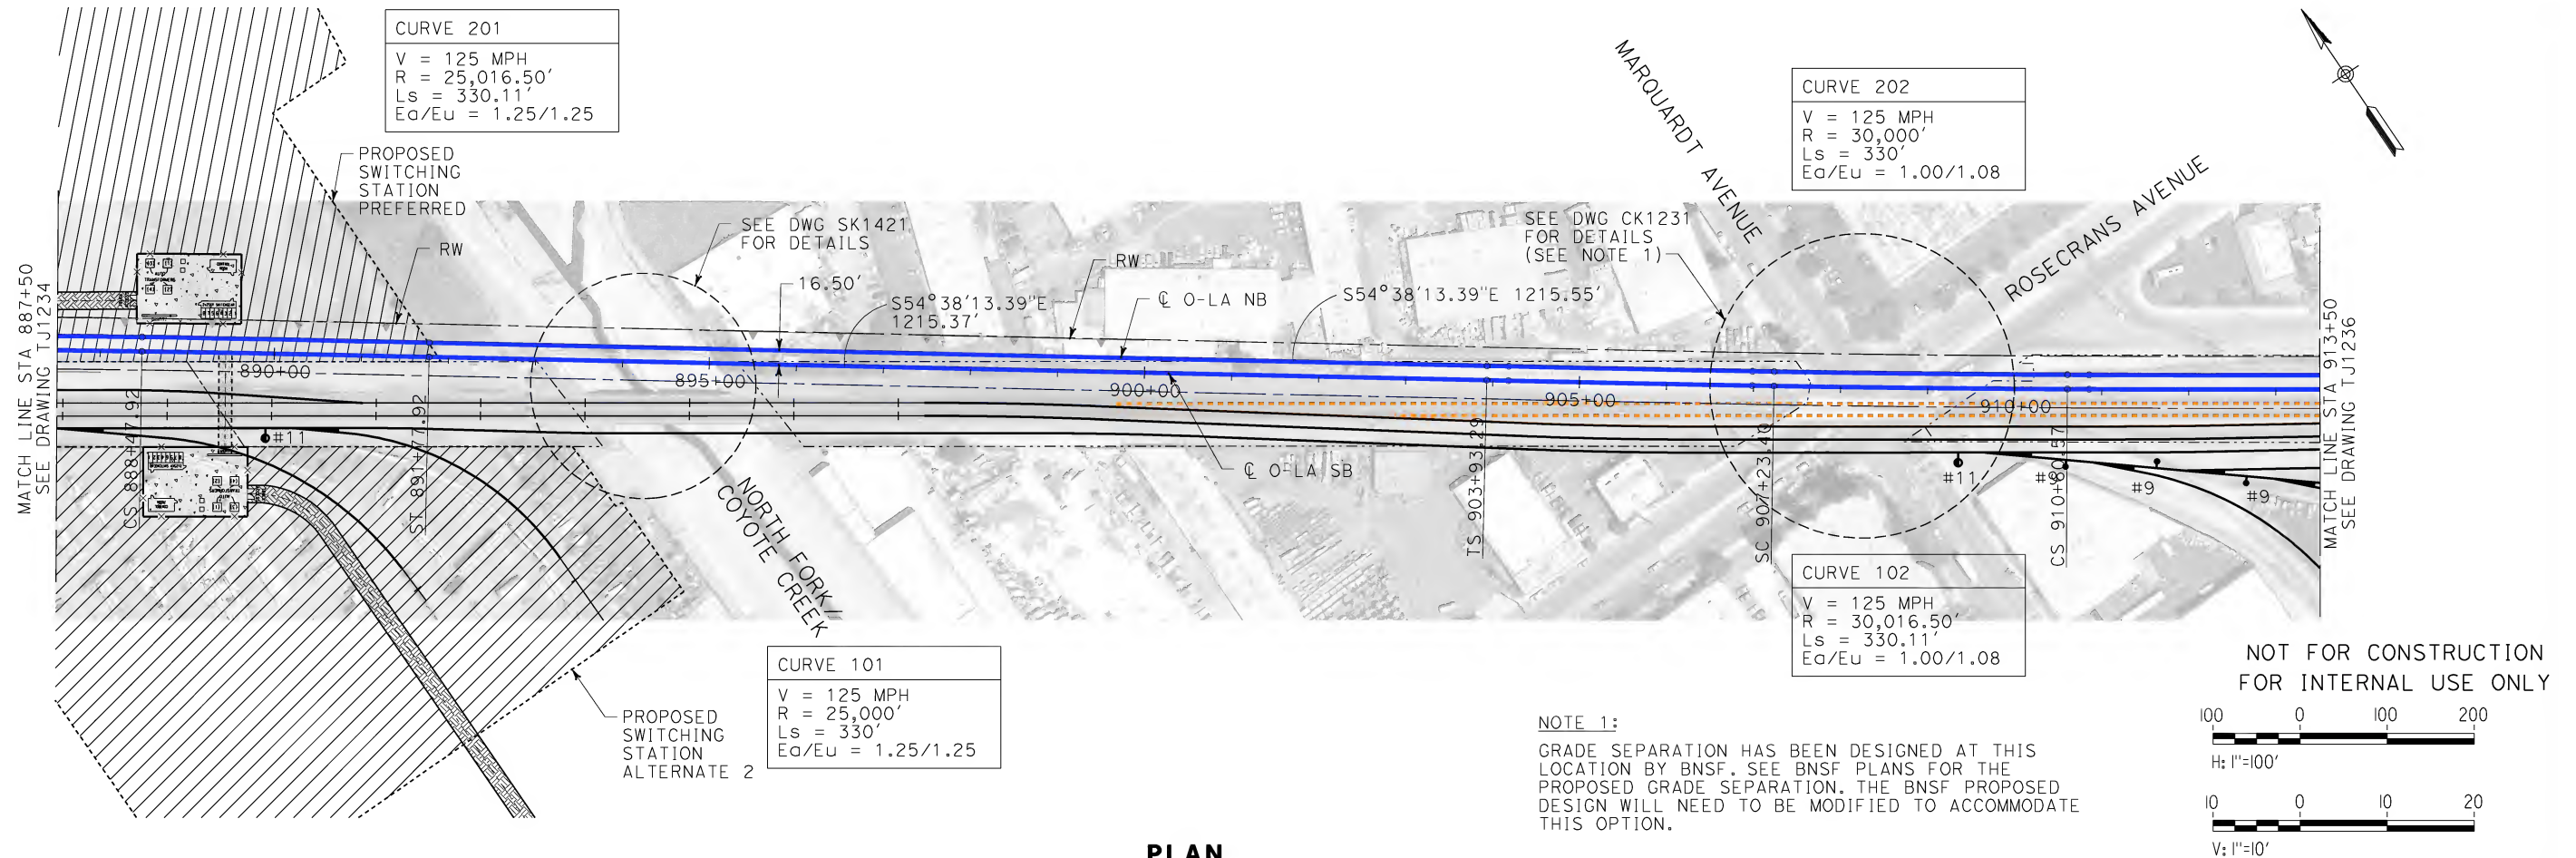 CURVE 201
V = 125 MPH
R = 25,016.50'
Ls = 330.11'
Ea/Eu = 1.25/1.25
CURVE 202
V = 125 MPH
R = 30,000'
Ls = 330'
Ea/Eu = 1.00/1.08
MARQUARDT AVENUE
ROSECRANS AVENUE
PROPOSED
SWITCHING
STATION
PREFERRED
RW
SEE DWG SK1421
FOR DETAILS
SEE DWG CK1231
FOR DETAILS
(SEE NOTE 1)
16.50'
RW
S54°38'13.39"E
1215.37'
℄ O-LA NB
S54°38'13.39"E 1215.55'
MATCH LINE STA 887+50
SEE DRAWING TJ1234
MATCH LINE STA 913+50
SEE DRAWING TJ1236
890+00
895+00
900+00
905+00
910+00
CS 888+47.92
ST 891+77.92
TS 903+93.29
SC 907+23.40
CS 910+80.57
#11
℄ O-LA SB
#11
#9
#9
#9
NORTH FORK/
COYOTE CREEK
CURVE 102
V = 125 MPH
R = 30,016.50'
Ls = 330.11'
Ea/Eu = 1.00/1.08
CURVE 101
V = 125 MPH
R = 25,000'
Ls = 330'
Ea/Eu = 1.25/1.25
PROPOSED
SWITCHING
STATION
ALTERNATE 2
NOT FOR CONSTRUCTION
FOR INTERNAL USE ONLY
NOTE 1:
GRADE SEPARATION HAS BEEN DESIGNED AT THIS
LOCATION BY BNSF. SEE BNSF PLANS FOR THE
PROPOSED GRADE SEPARATION. THE BNSF PROPOSED
DESIGN WILL NEED TO BE MODIFIED TO ACCOMMODATE
THIS OPTION.
100 0 100 200
H: 1"=100'
10 0 10 20
V: 1"=10'
PLAN